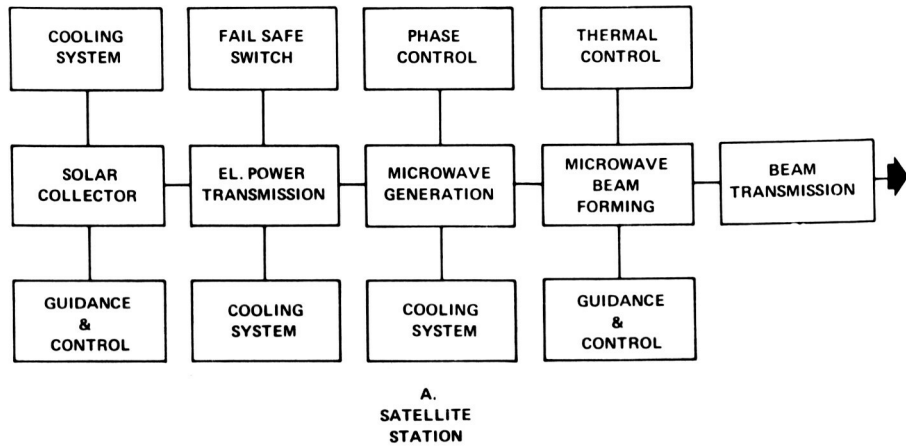 COOLING
SYSTEM
FAIL SAFE
SWITCH
PHASE
CONTROL
THERMAL
CONTROL
SOLAR
COLLECTOR
EL. POWER
TRANSMISSION
MICROWAVE
GENERATION
MICROWAVE
BEAM
FORMING
BEAM
TRANSMISSION
GUIDANCE
&
CONTROL
COOLING
SYSTEM
COOLING
SYSTEM
GUIDANCE
&
CONTROL
A.
SATELLITE
STATION